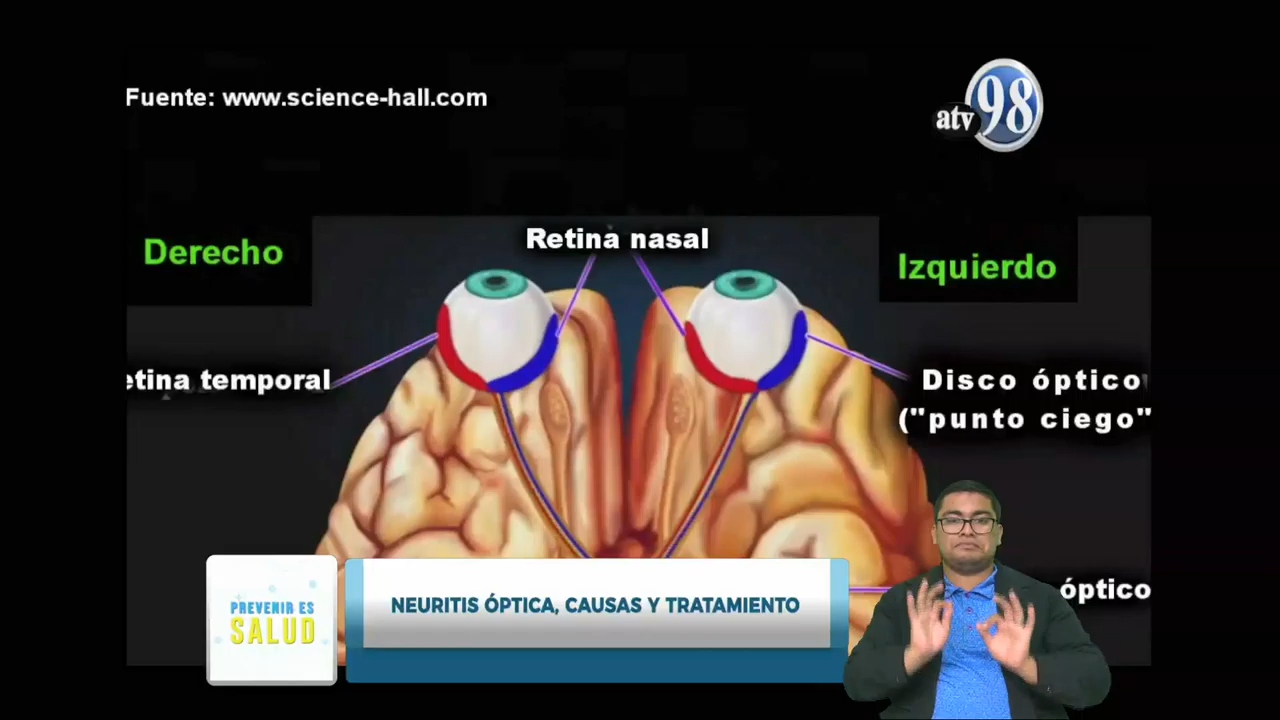 Fuente: www.science-hall.com
atv 98
Derecho
Retina nasal
Izquierdo
etina temporal
Disco óptico
("punto ciego"
óptico
PREVENIR ES
SALUD
NEURITIS ÓPTICA, CAUSAS Y TRATAMIENTO